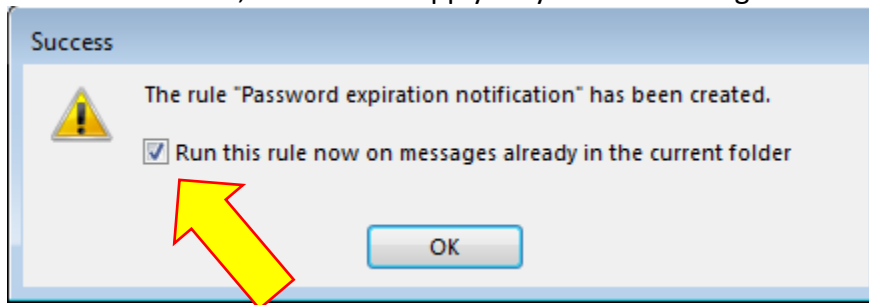 Success
The rule "Password expiration notification" has been created.
Run this rule now on messages already in the current folder
OK